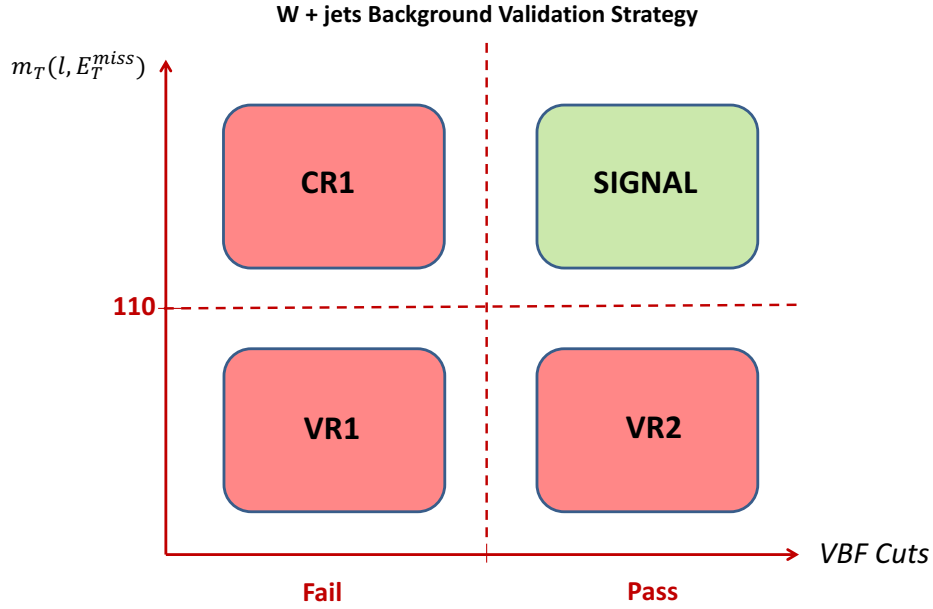 W + jets Background Validation Strategy
m_T(l, E_T^{miss})
CR1
SIGNAL
110
VR1
VR2
VBF Cuts
Fail
Pass